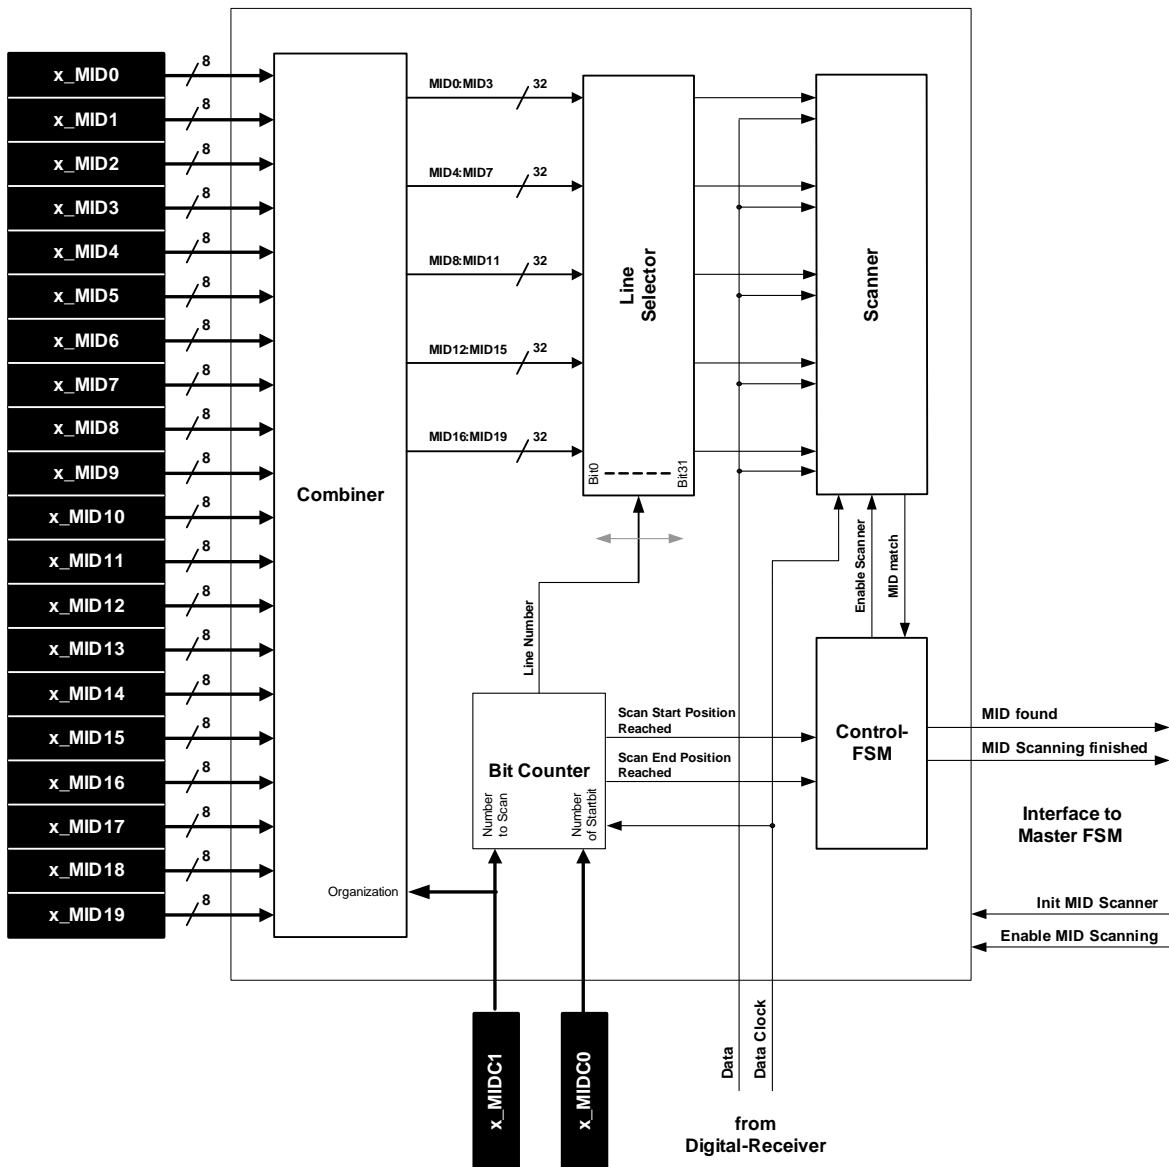 x_MID0
8
x_MID1
8
x_MID2
8
x_MID3
8
x_MID4
8
x_MID5
8
x_MID6
8
x_MID7
8
x_MID8
8
x_MID9
8
x_MID10
8
x_MID11
8
x_MID12
8
x_MID13
8
x_MID14
8
x_MID15
8
x_MID16
8
x_MID17
8
x_MID18
8
x_MID19
8
Combiner
Organization
MID0:MID3
32
MID4:MID7
32
MID8:MID11
32
MID12:MID15
32
MID16:MID19
32
Line
Selector
Bit0
Bit31
Scanner
Line Number
Enable Scanner
MID match
Bit Counter
Number
to Scan
Number
of Startbit
Scan Start Position
Reached
Scan End Position
Reached
Control-
FSM
MID found
MID Scanning finished
Interface to
Master FSM
Init MID Scanner
Enable MID Scanning
x_MIDC1
x_MIDC0
Data
Data Clock
from
Digital-Receiver